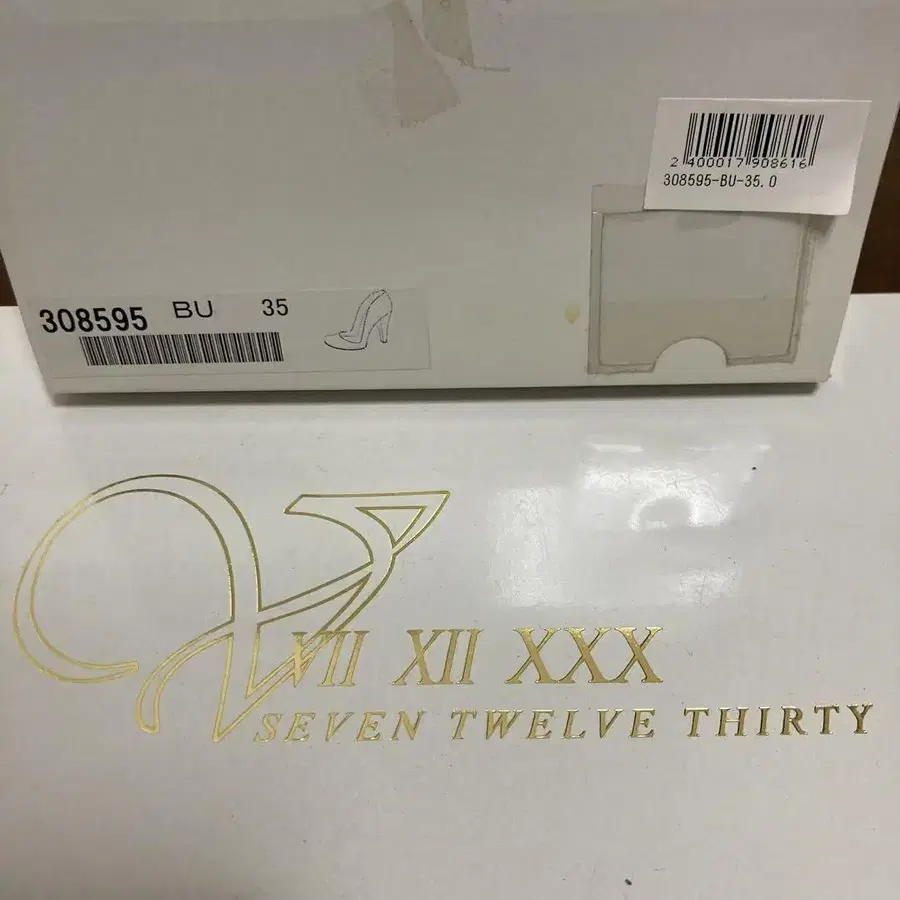 2 400017 908616
308595-BU-35.0
308595 BU 35
VII XII XXX
SEVEN TWELVE THIRTY